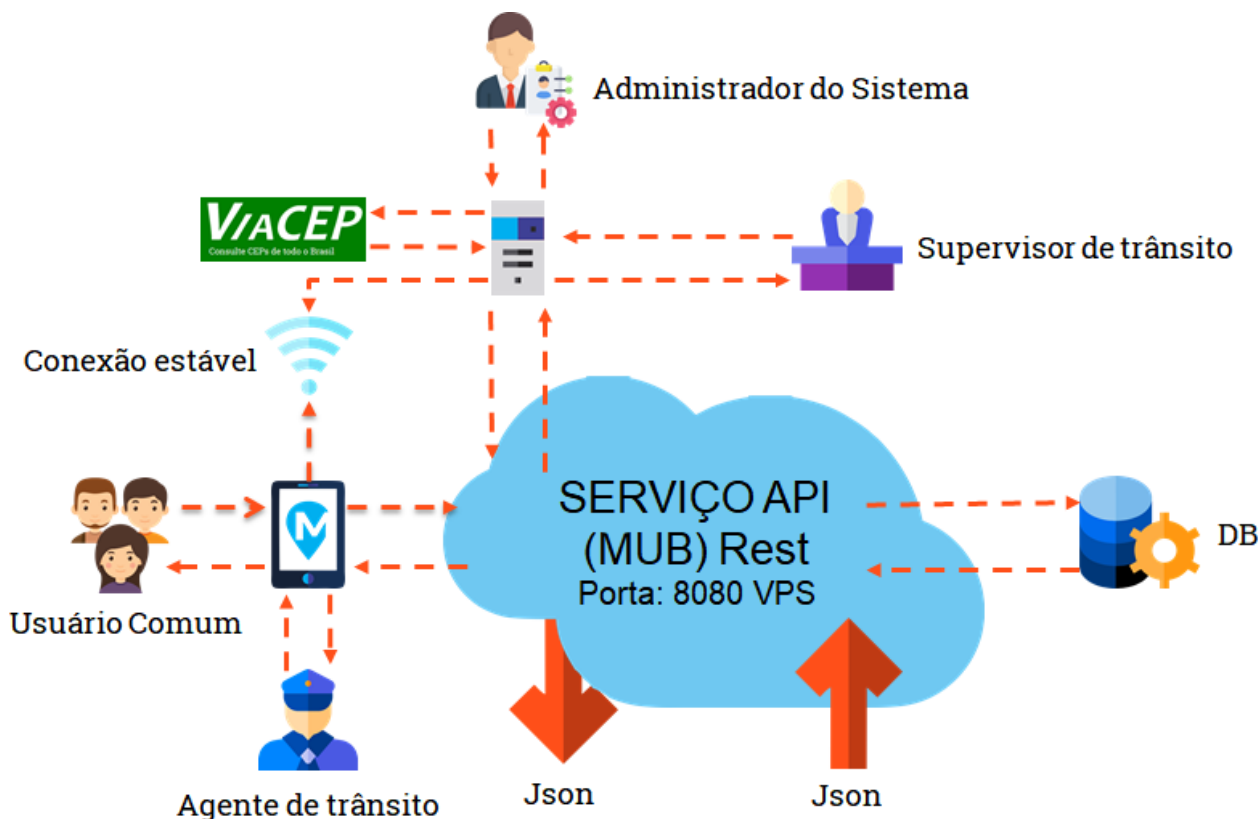 Administrador do Sistema
VIACEP
Consulte CEPs de todo o Brasil
Supervisor de trânsito
Conexão estável
SERVIÇO API
(MUB) Rest
Porta: 8080 VPS
M
DB
Usuário Comum
Agente de trânsito
Json
Json